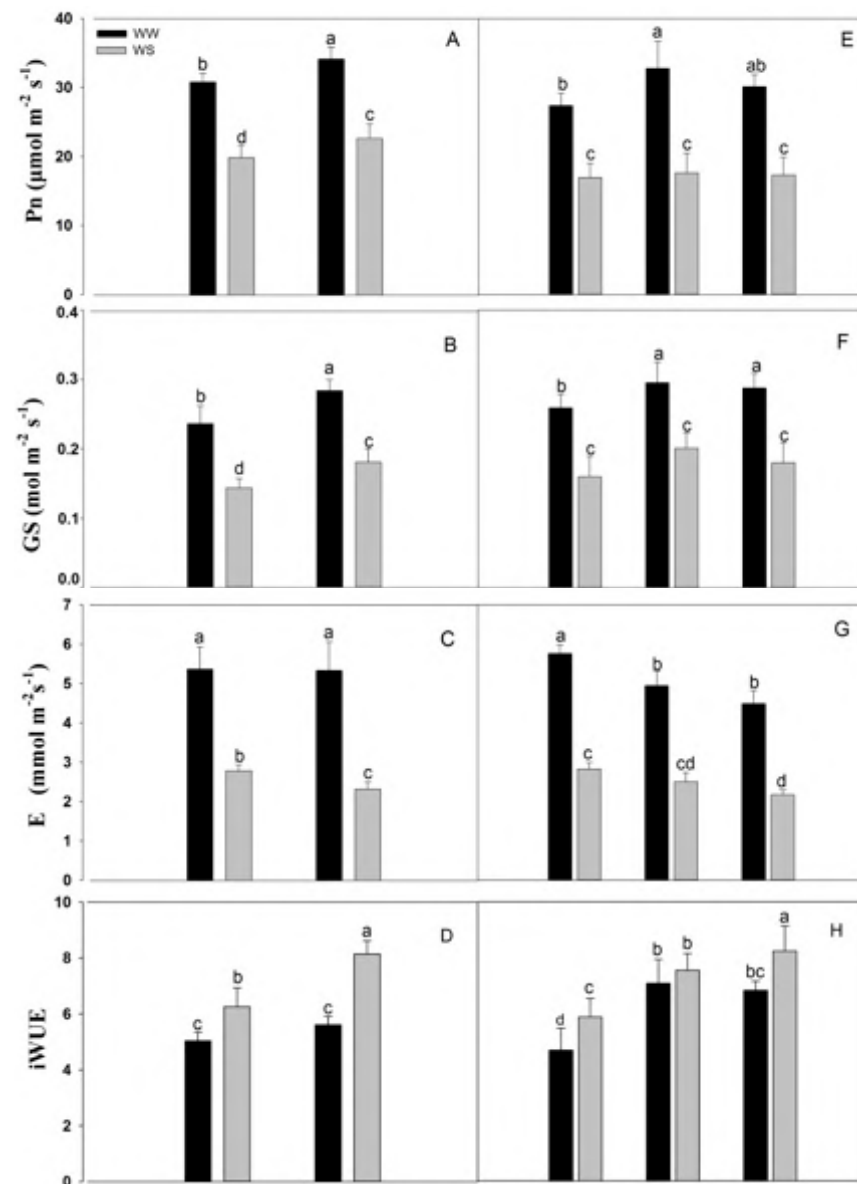 40
WW
WS
A
E
b
d
a
c
b
c
a
c
ab
c
30
20
10
0
Pn (μmol m⁻² s⁻¹)
0.4
B
F
b
d
a
c
b
c
a
c
a
c
0.3
0.2
0.1
0.0
GS (mol m⁻² s⁻¹)
7
C
G
a
b
a
c
a
c
b
cd
b
d
6
5
4
3
2
1
0
E (mmol m⁻²s⁻¹)
10
D
H
c
b
c
a
d
c
b
b
bc
a
8
6
4
2
0
iWUE